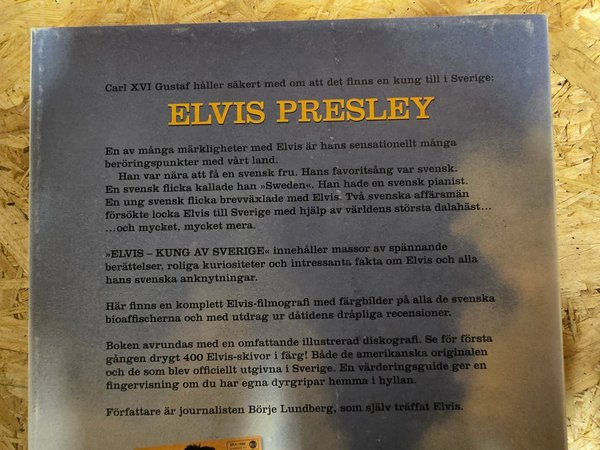 Carl XVI Gustaf håller säkert med om att det finns en kung till i Sverige:
ELVIS PRESLEY
En av många märkligheter med Elvis är hans sensationellt många
beröringspunkter med vårt land.
Han var nära att få en svensk fru. Hans favoritsång var svensk.
En svensk flicka kallade han »Sweden«. Han hade en svensk pianist.
En ung svensk flicka brevväxlade med Elvis. Två svenska affärsmän
försökte locka Elvis till Sverige med hjälp av världens största dalahäst...
...och mycket, mycket mera.
»ELVIS – KUNG AV SVERIGE« innehåller massor av spännande
berättelser, roliga kuriositeter och intressanta fakta om Elvis och alla
hans svenska anknytningar.
Här finns en komplett Elvis-filmografi med färgbilder på alla de svenska
bioaffischerna och med utdrag ur dåtidens dråpliga recensioner.
Boken avrundas med en omfattande illustrerad diskografi. Se för första
gången drygt 400 Elvis-skivor i färg! Både de amerikanska originalen
och de som blev officiellt utgivna i Sverige. En värderingsguide ger en
fingervisning om du har egna dyrgripar hemma i hyllan.
Författare är journalisten Börje Lundberg, som själv träffat Elvis.